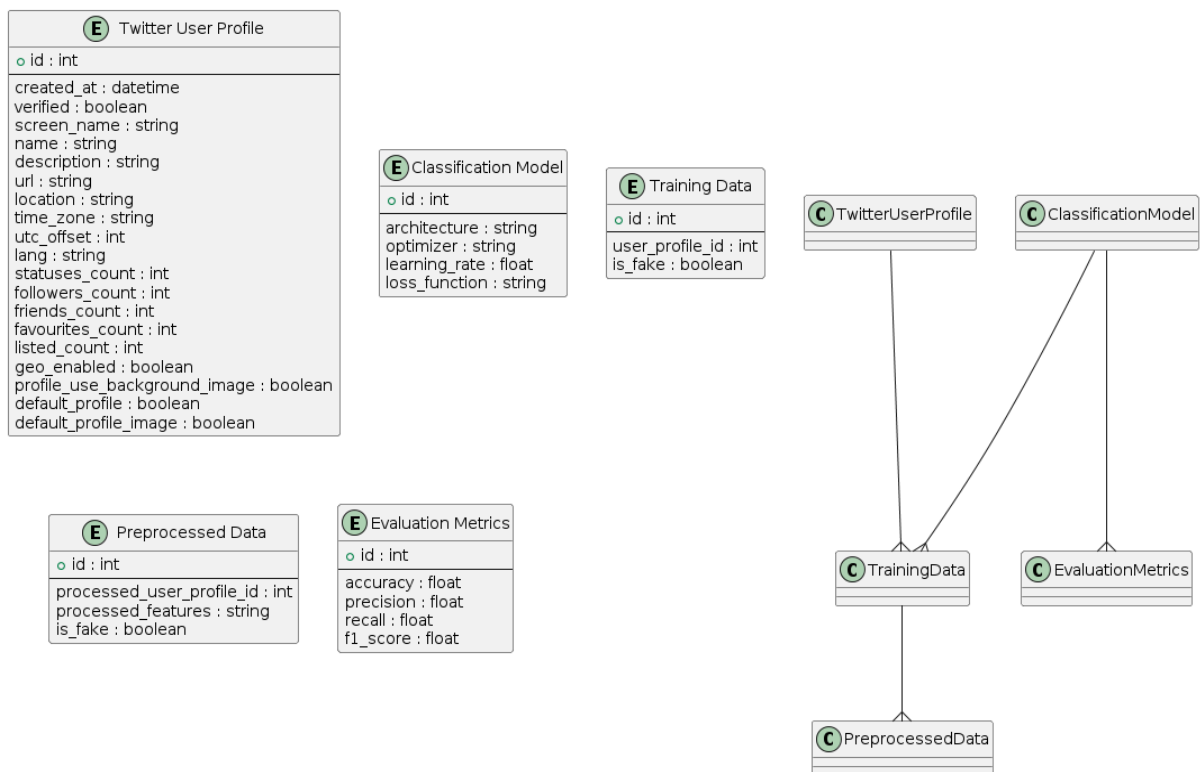 E Twitter User Profile
id : int
created_at : datetime
verified : boolean
screen_name : string
name : string
description : string
url : string
location : string
time_zone : string
utc_offset : int
lang : string
statuses_count : int
followers_count : int
friends_count : int
favourites_count : int
listed_count : int
geo_enabled : boolean
profile_use_background_image : boolean
default_profile : boolean
default_profile_image : boolean
E Classification Model
id : int
architecture : string
optimizer : string
learning_rate : float
loss_function : string
E Training Data
id : int
user_profile_id : int
is_fake : boolean
C TwitterUserProfile
C ClassificationModel
E Preprocessed Data
id : int
processed_user_profile_id : int
processed_features : string
is_fake : boolean
E Evaluation Metrics
id : int
accuracy : float
precision : float
recall : float
f1_score : float
C TrainingData
C EvaluationMetrics
C PreprocessedData